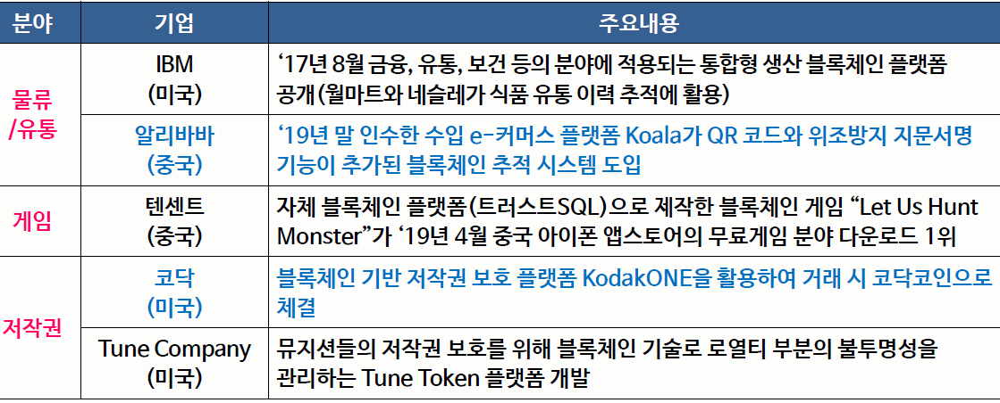 분야 기업 주요내용
물류
/유통
IBM
(미국)
‘17년 8월 금융, 유통, 보건 등의 분야에 적용되는 통합형 생산 블록체인 플랫폼
공개(월마트와 네슬레가 식품 유통 이력 추적에 활용)
알리바바
(중국)
‘19년 말 인수한 수입 e-커머스 플랫폼 Koala가 QR 코드와 위조방지 지문서명
기능이 추가된 블록체인 추적 시스템 도입
게임
텐센트
(중국)
자체 블록체인 플랫폼(트러스트SQL)으로 제작한 블록체인 게임 “Let Us Hunt
Monster”가 ‘19년 4월 중국 아이폰 앱스토어의 무료게임 분야 다운로드 1위
저작권
코닥
(미국)
블록체인 기반 저작권 보호 플랫폼 KodakONE을 활용하여 거래 시 코닥코인으로
체결
Tune Company
(미국)
뮤지션들의 저작권 보호를 위해 블록체인 기술로 로열티 부분의 불투명성을
관리하는 Tune Token 플랫폼 개발